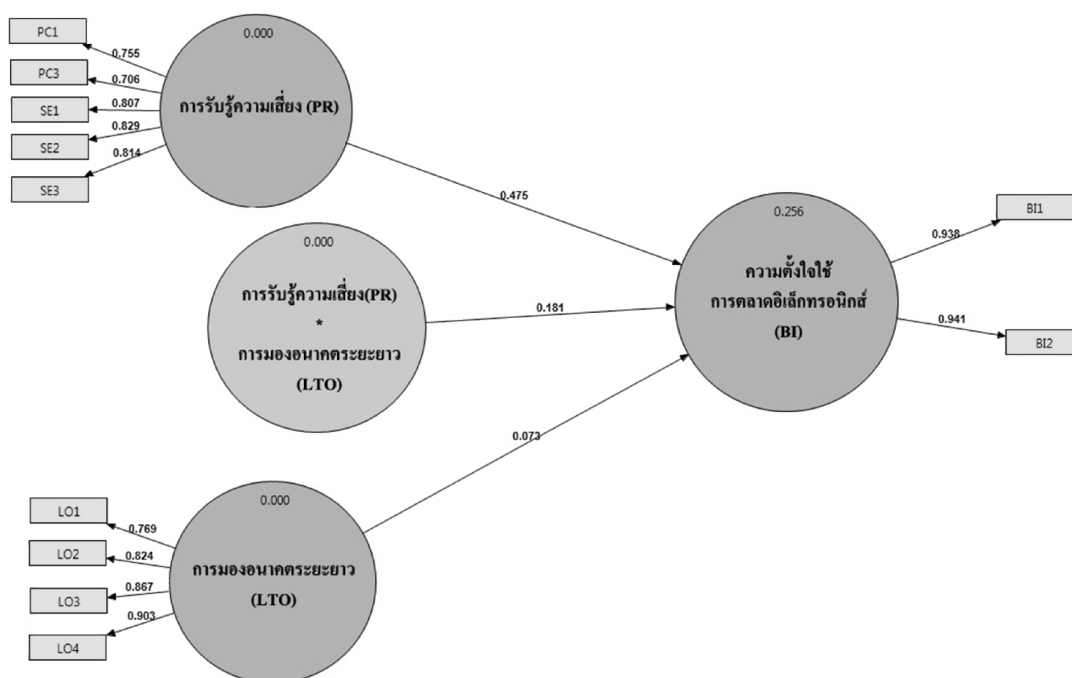 PC1
0.755
PC3
0.706
SE1
0.807
SE2
0.829
SE3
0.814
0.000
การรับรู้ความเสี่ยง (PR)
0.475
0.000
การรับรู้ความเสี่ยง(PR)
*
การมองอนาคตระยะยาว
(LTO)
0.181
0.256
ความตั้งใจใช้
การตลาดอิเล็กทรอนิกส์
(BI)
BI1
0.938
0.941
BI2
0.073
0.000
การมองอนาคตระยะยาว
(LTO)
LO1
0.769
LO2
0.824
LO3
0.867
LO4
0.903